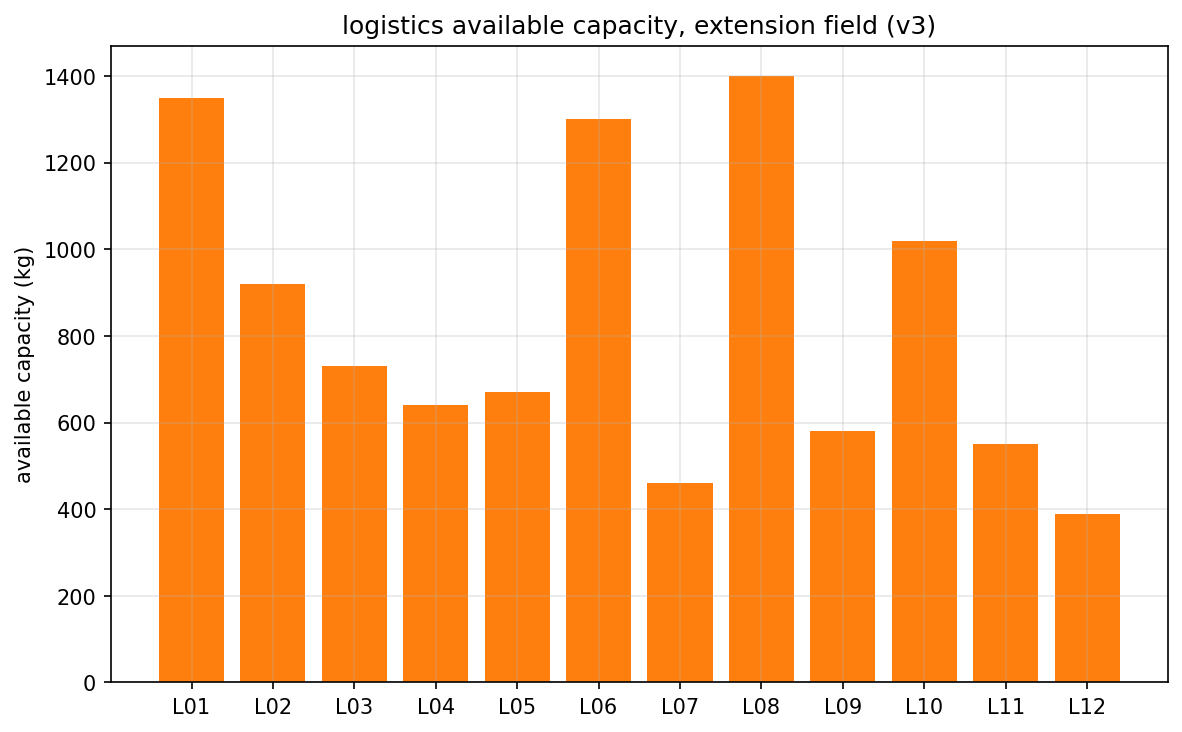 logistics available capacity, extension field (v3)
available capacity (kg)
1400
1200
1000
800
600
400
200
0
L01 L02 L03 L04 L05 L06 L07 L08 L09 L10 L11 L12